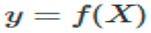 y = f(X)